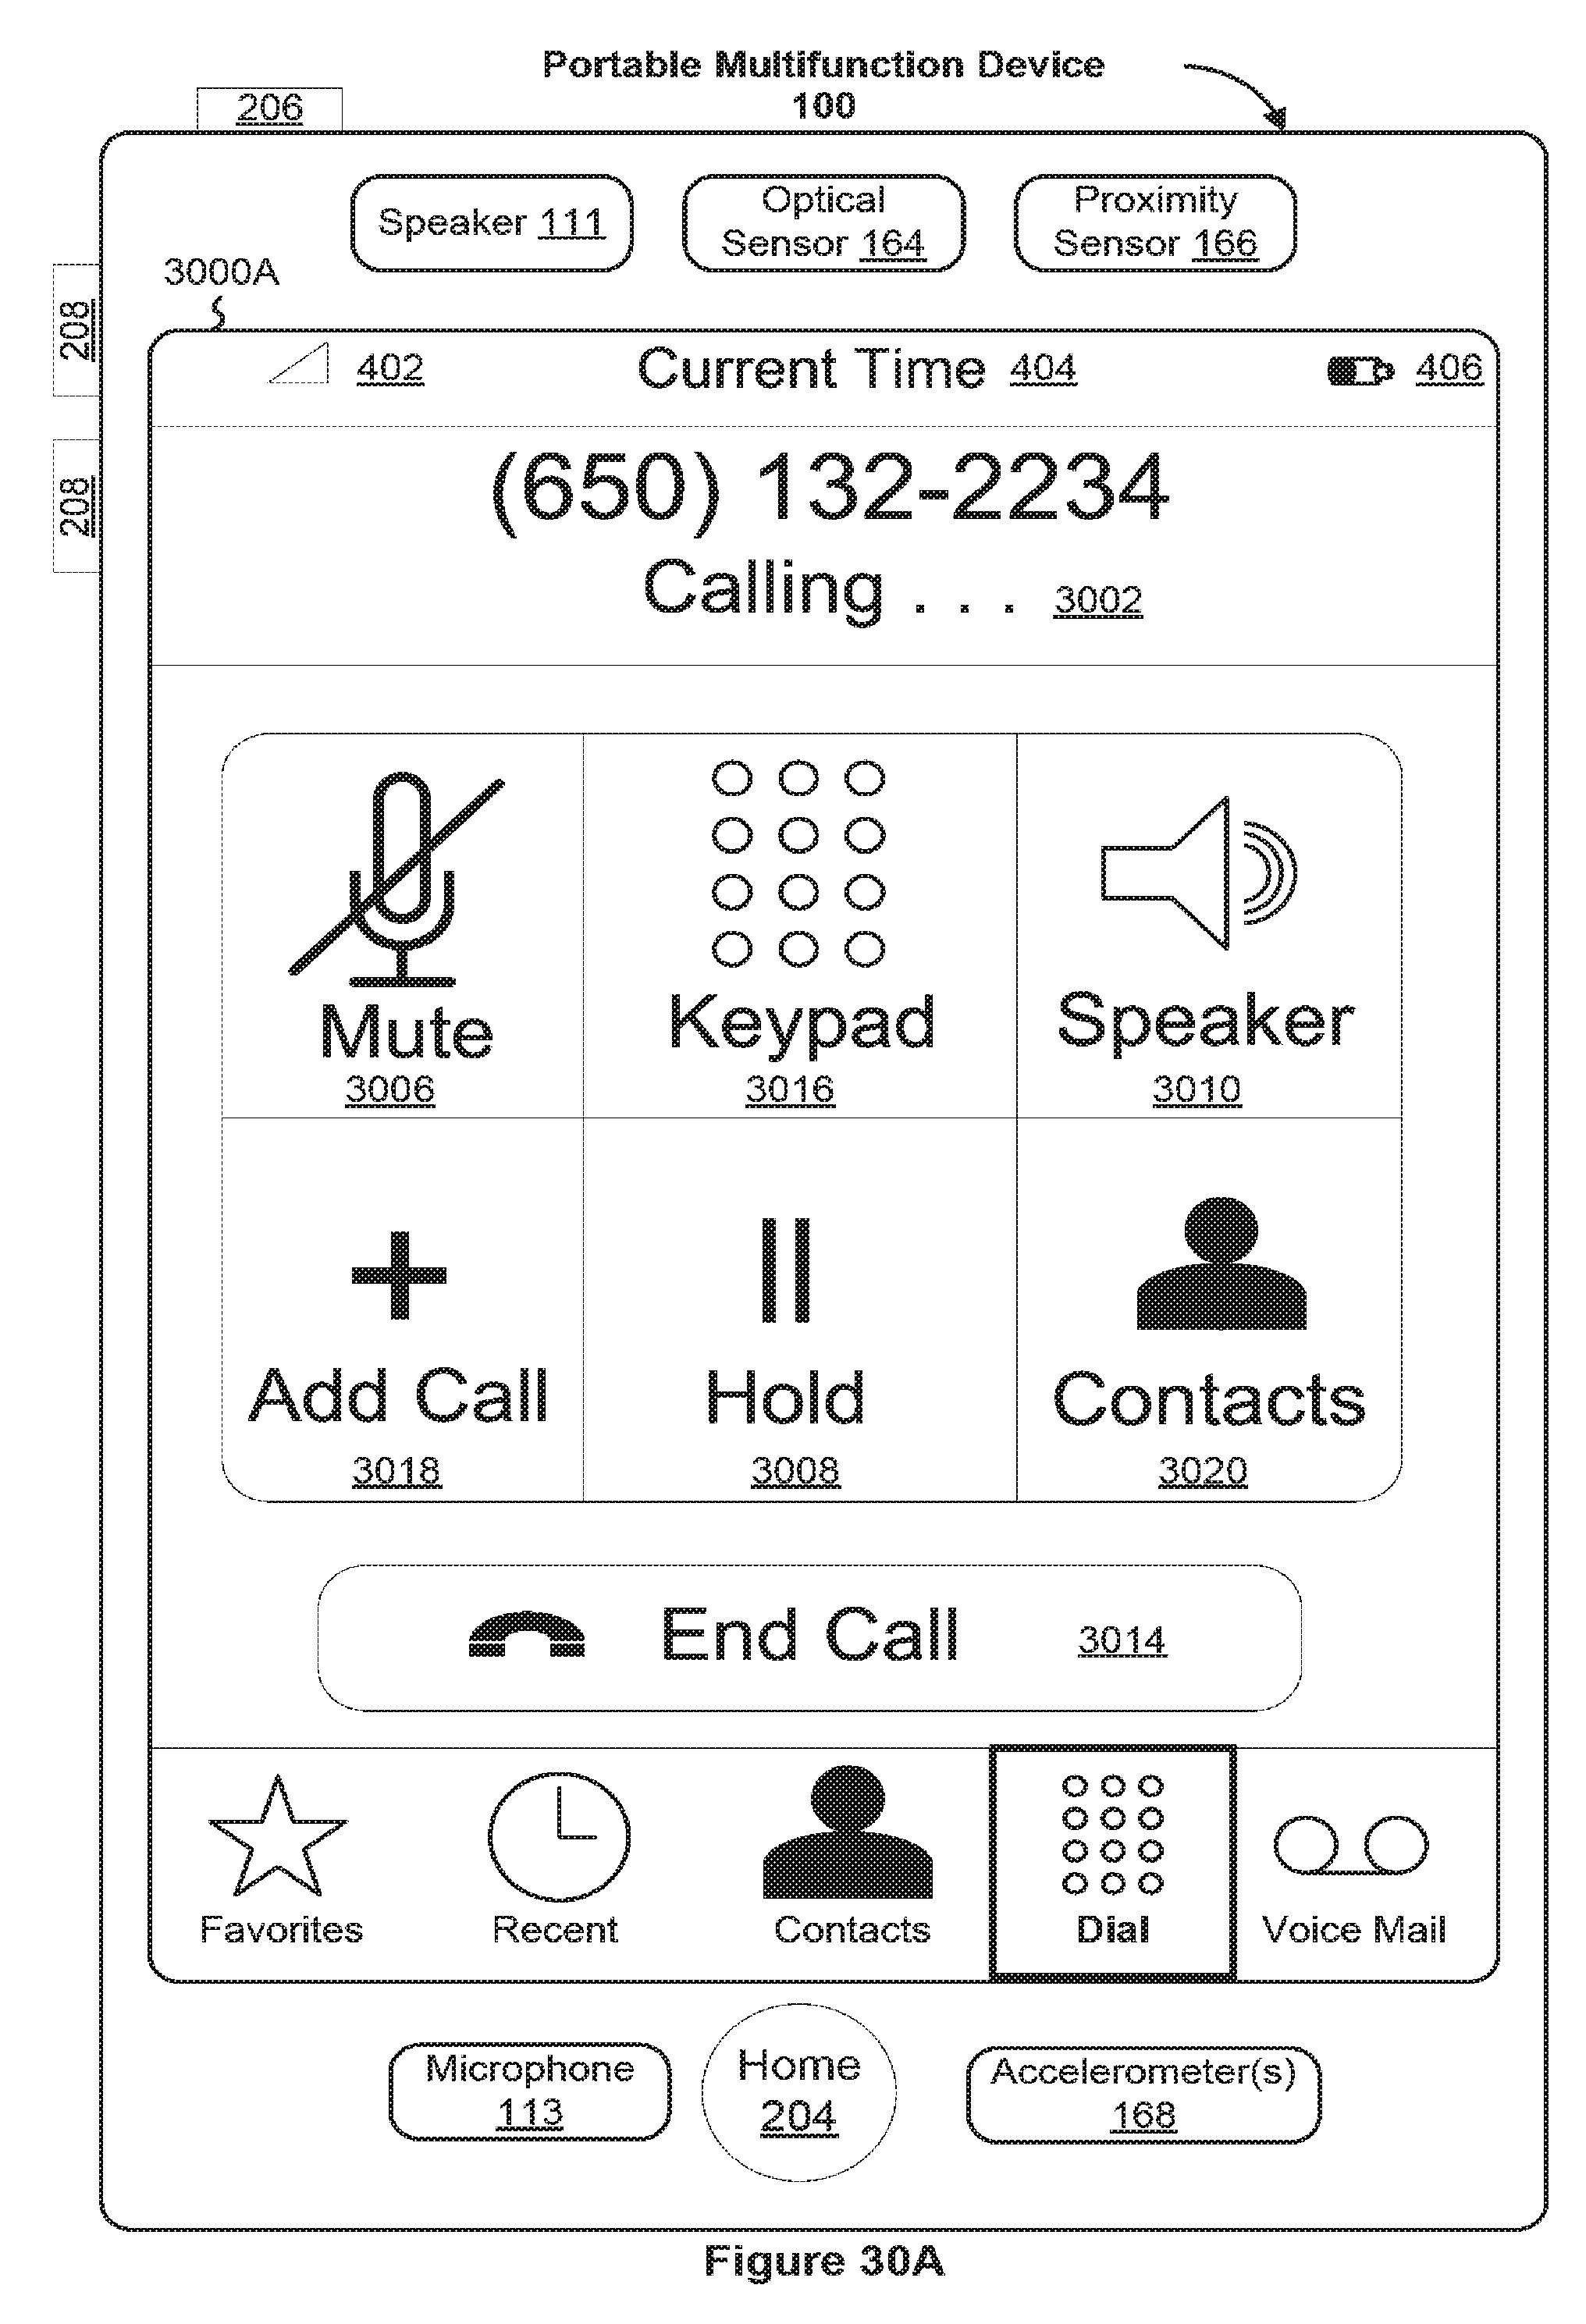 Portable Multifunction Device
100
206
Speaker 111
Optical
Sensor 164
Proximity
Sensor 166
3000A
208
208
402
Current Time 404
406
(650) 132-2234
Calling . . . 3002
Mute
3006
Keypad
3016
Speaker
3010
Add Call
3018
Hold
3008
Contacts
3020
End Call 3014
Favorites
Recent
Contacts
Dial
Voice Mail
Microphone
113
Home
204
Accelerometer(s)
168
Figure 30A